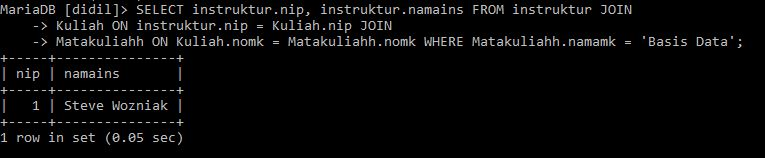 MariaDB [didil]> SELECT instruktur.nip, instruktur.namains FROM instruktur JOIN
    -> Kuliah ON instruktur.nip = Kuliah.nip JOIN
    -> Matakuliahh ON Kuliah.nomk = Matakuliahh.nomk WHERE Matakuliahh.namamk = 'Basis Data';
+-----+---------------+
| nip | namains       |
+-----+---------------+
|   1 | Steve Wozniak |
+-----+---------------+
1 row in set (0.05 sec)